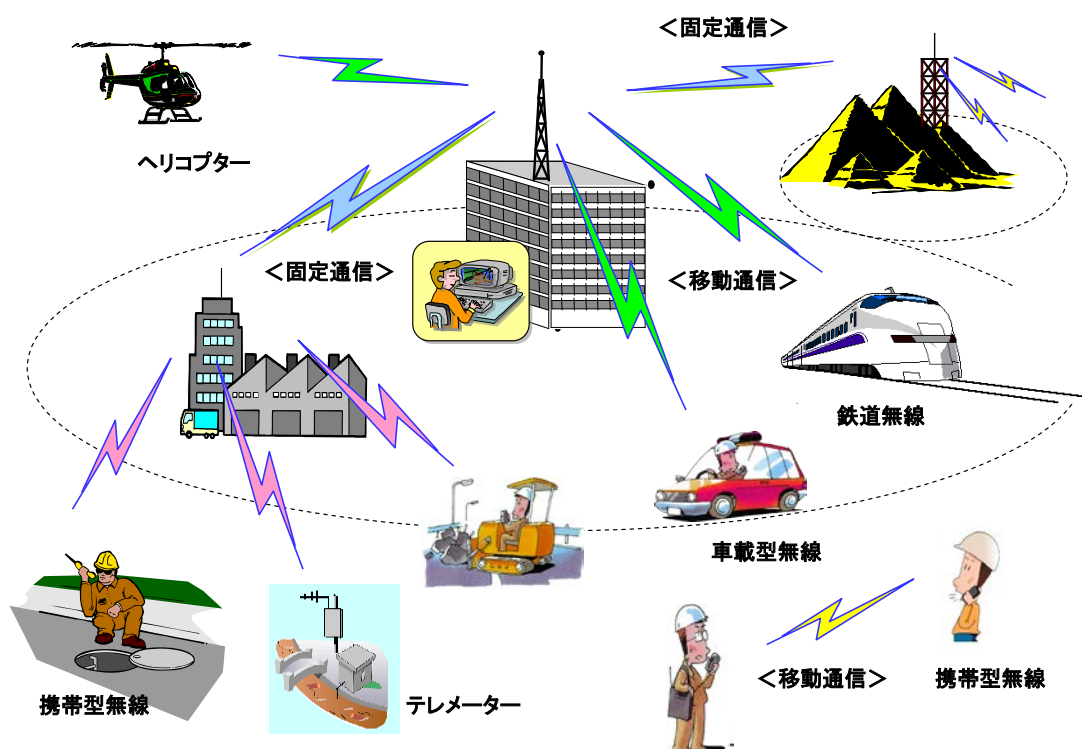 ＜固定通信＞
ヘリコプター
＜固定通信＞
＜移動通信＞
鉄道無線
車載型無線
携帯型無線
テレメーター
＜移動通信＞
携帯型無線